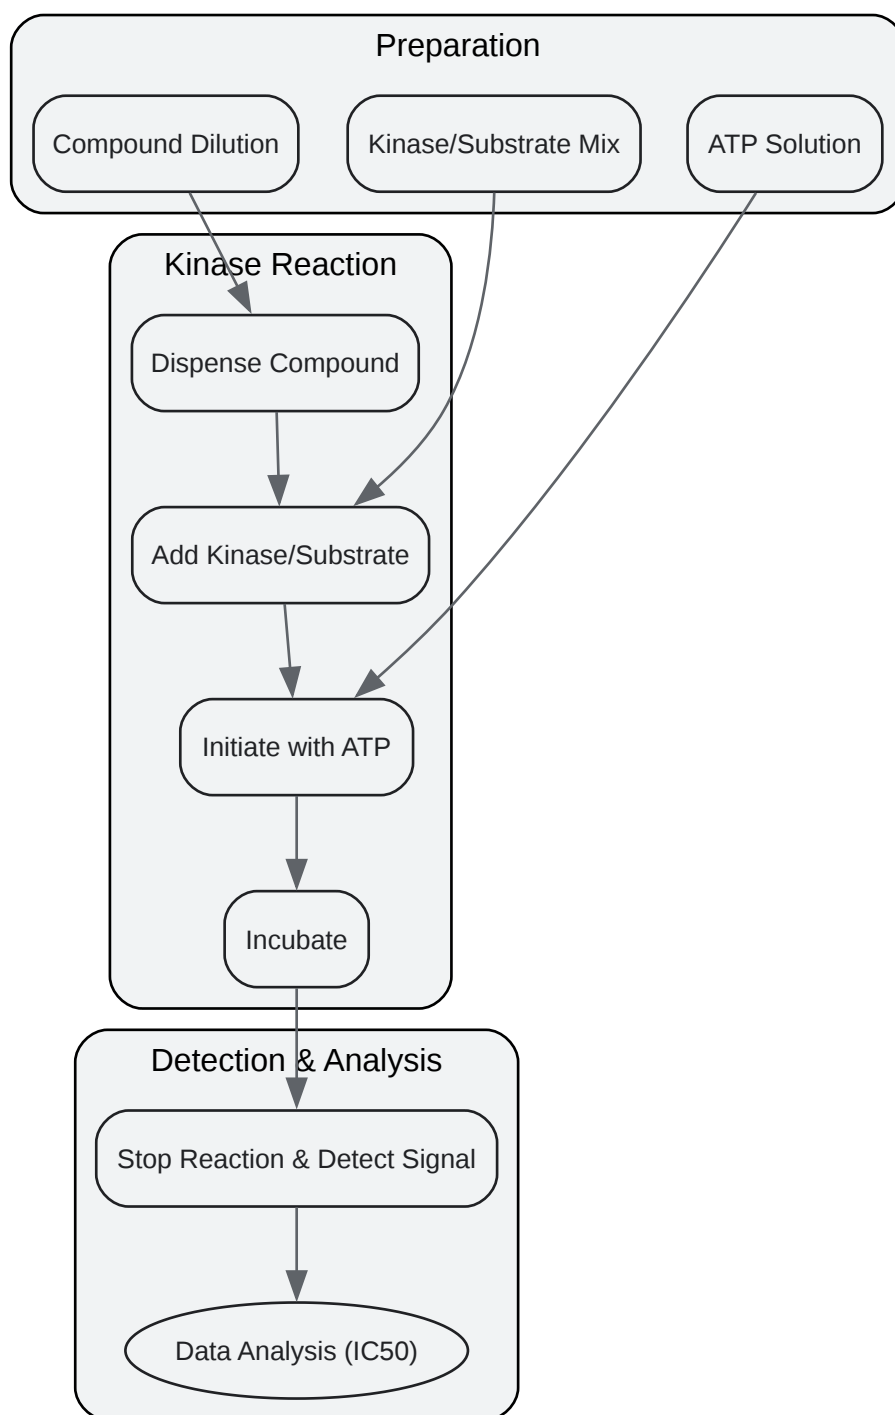 Preparation
Compound Dilution
Kinase/Substrate Mix
ATP Solution
Kinase Reaction
Dispense Compound
Add Kinase/Substrate
Initiate with ATP
Incubate
Detection & Analysis
Stop Reaction & Detect Signal
Data Analysis (IC50)